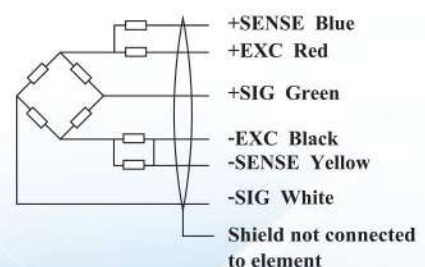 +SENSE Blue
+EXC Red
+SIG Green
-EXC Black
-SENSE Yellow
-SIG White
Shield not connected
to element